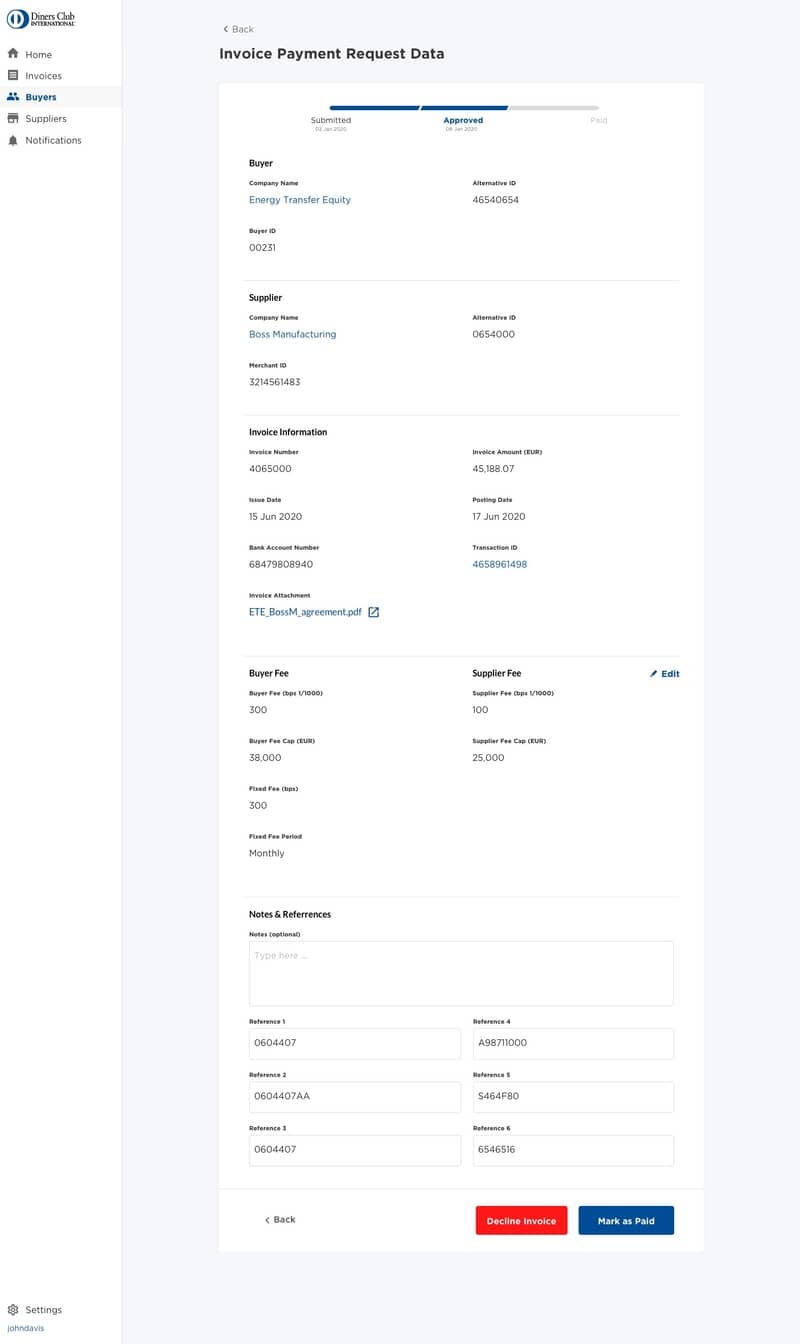 Diners Club
INTERNATIONAL
Home
Invoices
Buyers
Suppliers
Notifications
Back
Invoice Payment Request Data
Submitted
02 Jan 2020
Approved
08 Jan 2020
Paid
Buyer
Company Name
Alternative ID
Energy Transfer Equity
46540654
Buyer ID
00231
Supplier
Company Name
Alternative ID
Boss Manufacturing
0654000
Merchant ID
3214561483
Invoice Information
Invoice Number
Invoice Amount (EUR)
4065000
45,188.07
Issue Date
Posting Date
15 Jun 2020
17 Jun 2020
Bank Account Number
Transaction ID
68479808940
4658961498
Invoice Attachment
ETE_BossM_agreement.pdf
Buyer Fee
Supplier Fee
Edit
Buyer Fee (bps 1/1000)
Supplier Fee (bps 1/1000)
300
100
Buyer Fee Cap (EUR)
Supplier Fee Cap (EUR)
38,000
25,000
Fixed Fee (bps)
300
Fixed Fee Period
Monthly
Notes & Referrences
Notes (optional)
Type here ...
Reference 1
Reference 4
0604407
A98711000
Reference 2
Reference 5
0604407AA
S464F80
Reference 3
Reference 6
0604407
6546516
Back
Decline Invoice
Mark as Paid
Settings
johndavis